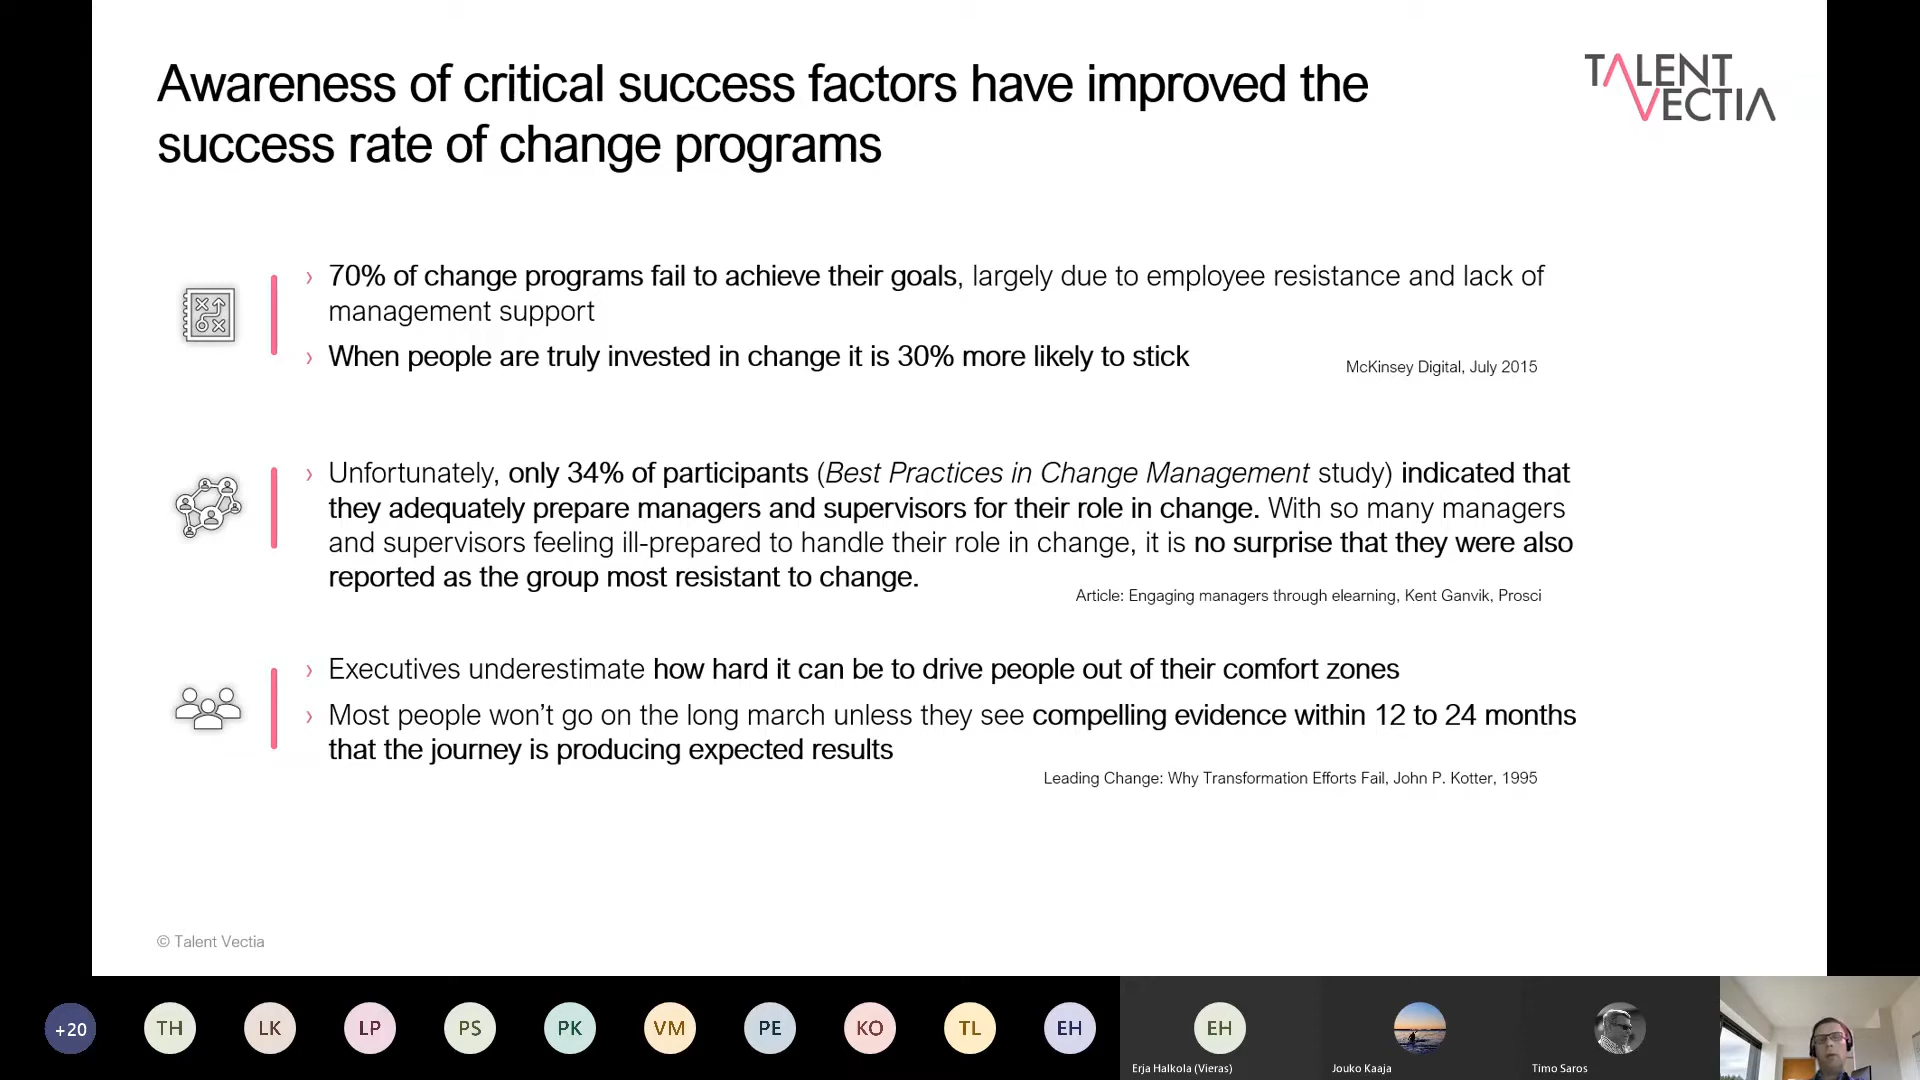 Awareness of critical success factors have improved the
success rate of change programs
TALENT
VECTIA
› 70% of change programs fail to achieve their goals, largely due to employee resistance and lack of
management support
› When people are truly invested in change it is 30% more likely to stick
McKinsey Digital, July 2015
› Unfortunately, only 34% of participants (Best Practices in Change Management study) indicated that
they adequately prepare managers and supervisors for their role in change. With so many managers
and supervisors feeling ill-prepared to handle their role in change, it is no surprise that they were also
reported as the group most resistant to change.
Article: Engaging managers through elearning, Kent Ganvik, Prosci
› Executives underestimate how hard it can be to drive people out of their comfort zones
› Most people won’t go on the long march unless they see compelling evidence within 12 to 24 months
that the journey is producing expected results
Leading Change: Why Transformation Efforts Fail, John P. Kotter, 1995
© Talent Vectia
+20 TH LK LP PS PK VM PE KO TL EH EH
Erja Halkola (Vieras) Jouko Kaaja Timo Saros